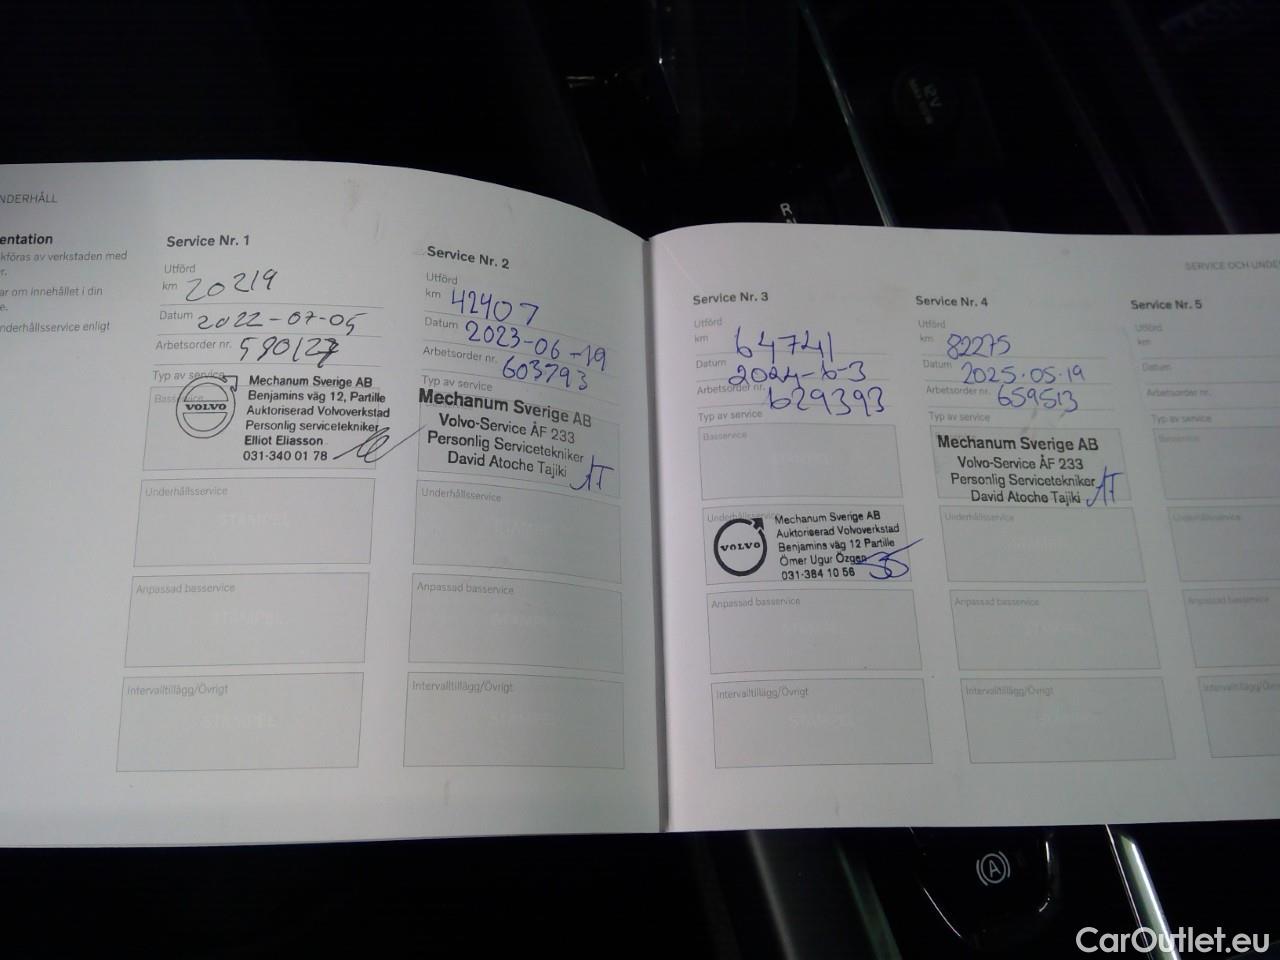 NDERHÅLL
entation
kföras av verkstaden med
r.
ar om innehållet i din
e.
nderhållsservice enligt
Service Nr. 1
Utförd
km 20219
Datum 2022-07-05
Arbetsorder nr. 590127
Typ av service
VOLVO
Mechanum Sverige AB
Benjamins väg 12, Partille
Auktoriserad Volvoverkstad
Personlig servicetekniker
Elliot Eliasson
031-340 01 78
Underhållsservice
STÄMPEL
Anpassad basservice
STÄMPEL
Intervalltillägg/Övrigt
STÄMPEL
Service Nr. 2
Utförd
km 42407
Datum 2023-06-19
Arbetsorder nr. 603793
Typ av service
Mechanum Sverige AB
Volvo-Service ÅF 233
Personlig Servicetekniker
David Atoche Tajiki
AT
Underhållsservice
Anpassad basservice
Intervalltillägg/Övrigt
Service Nr. 3
Utförd
km 64741
Datum 2024-6-3
Arbetsorder nr. 629393
Typ av service
Basservice
Underhållsservice
VOLVO
Mechanum Sverige AB
Auktoriserad Volvoverkstad
Benjamins väg 12 Partille
Ömer Ugur Özgen
031-384 10 56
Anpassad basservice
Intervalltillägg/Övrigt
Service Nr. 4
Utförd
km 82275
Datum 2025.05.19
Arbetsorder nr. 659513
Typ av service
Mechanum Sverige AB
Volvo-Service ÅF 233
Personlig Servicetekniker
David Atoche Tajiki
AT
Underhållsservice
Anpassad basservice
Intervalltillägg/Övrigt
SERVICE OCH UNDE
Service Nr. 5
Utförd
km
Datum
Arbetsorder nr.
Typ av service
Basservice
Underhållsservice
Anpassad basservice
Intervalltillägg/Övri
R
N
12V
A
CarOutlet.eu